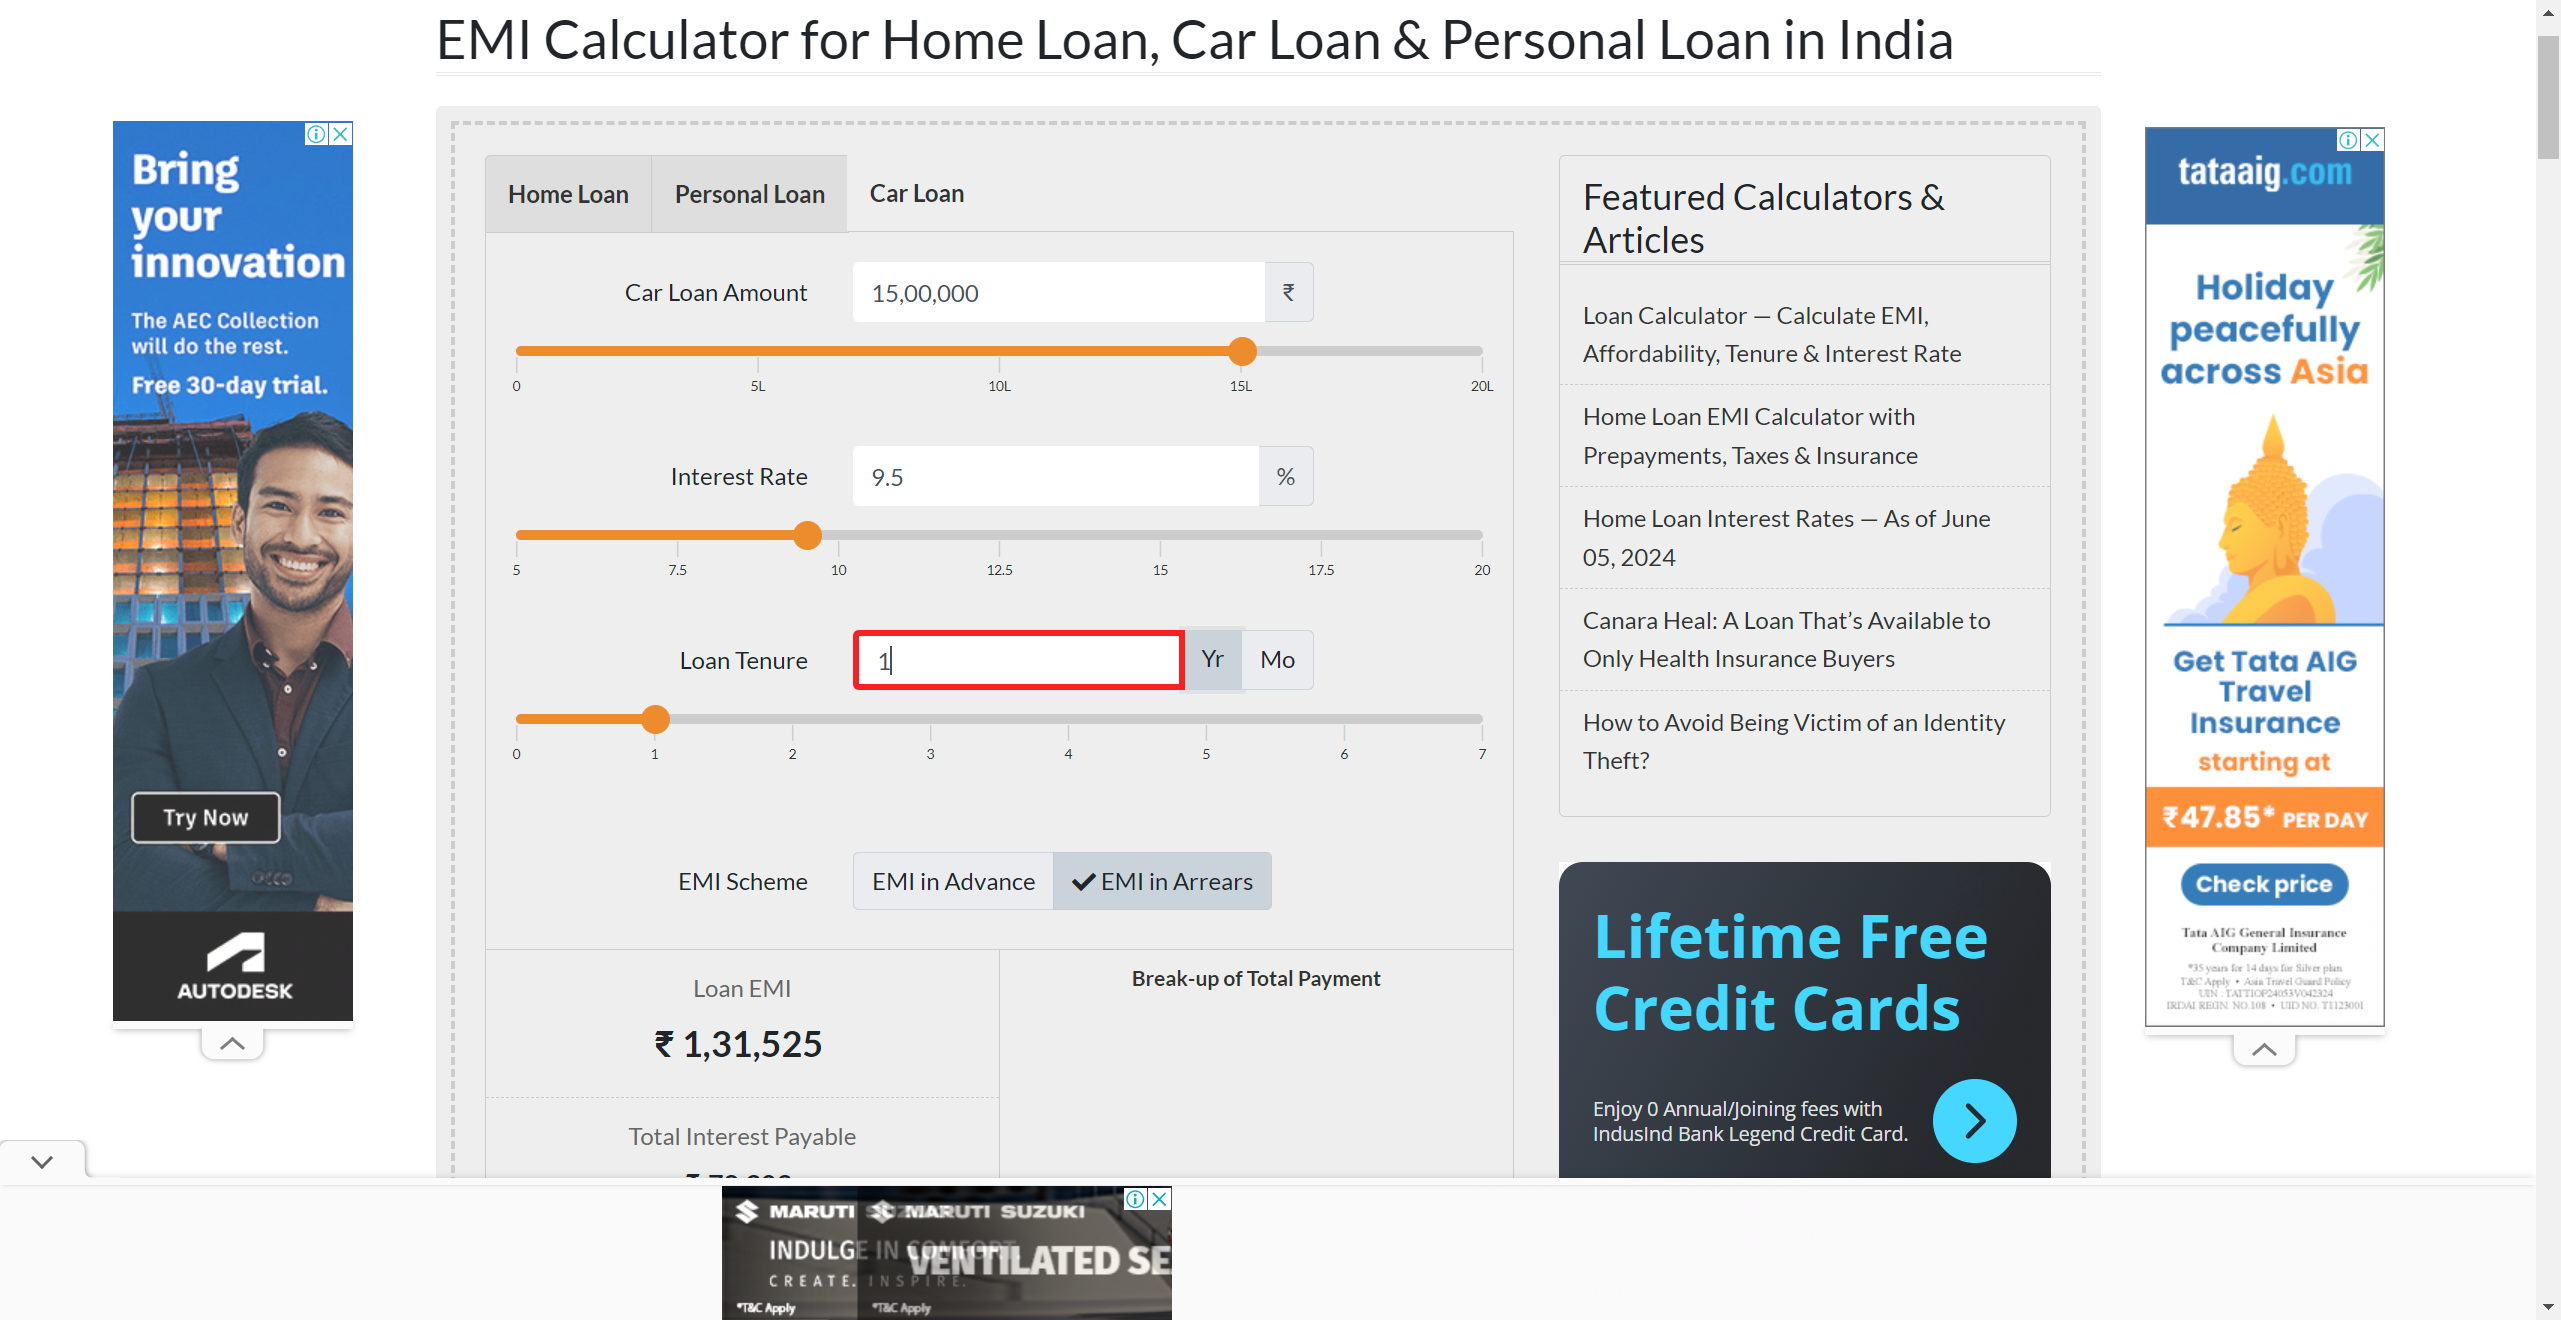 EMI Calculator for Home Loan, Car Loan & Personal Loan in India
Bring
your
innovation
The AEC Collection
will do the rest.
Free 30-day trial.
Try Now
AUTODESK
Home Loan
Personal Loan
Car Loan
Car Loan Amount
15,00,000
₹
0
5L
10L
15L
20L
Interest Rate
9.5
%
5
7.5
10
12.5
15
17.5
20
Loan Tenure
1
Yr
Mo
0
1
2
3
4
5
6
7
EMI Scheme
EMI in Advance
EMI in Arrears
Loan EMI
₹ 1,31,525
Total Interest Payable
Break-up of Total Payment
Featured Calculators &
Articles
Loan Calculator — Calculate EMI,
Affordability, Tenure & Interest Rate
Home Loan EMI Calculator with
Prepayments, Taxes & Insurance
Home Loan Interest Rates — As of June
05, 2024
Canara Heal: A Loan That’s Available to
Only Health Insurance Buyers
How to Avoid Being Victim of an Identity
Theft?
Lifetime Free
Credit Cards
Enjoy 0 Annual/Joining fees with
IndusInd Bank Legend Credit Card.
tataaig.com
Holiday
peacefully
across Asia
Get Tata AIG
Travel
Insurance
starting at
₹47.85* PER DAY
Check price
Tata AIG General Insurance
Company Limited
*35 years for 14 days for Silver plan
T&C Apply • Asia Travel Guard Policy
UIN : TATTIOP24053V042324
IRDAI REGN. NO.108 • UID NO. T1123001
MARUTI
MARUTI SUZUKI
INDULGE IN COMFORT.
VENTILATED SE
CREATE. INSPIRE.
*T&C Apply
*T&C Apply